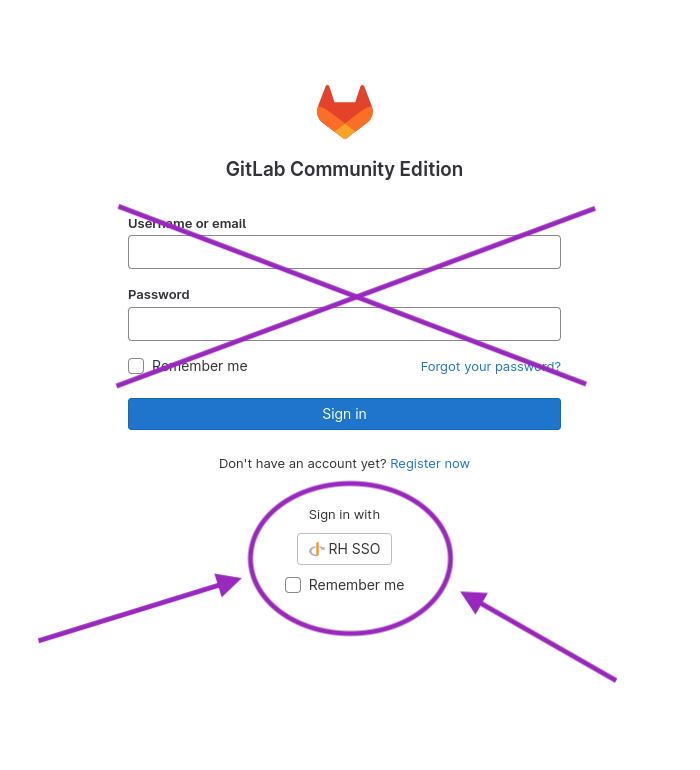 GitLab Community Edition
Username or email
Password
Remember me
Forgot your password?
Sign in
Don't have an account yet? Register now
Sign in with
RH SSO
Remember me